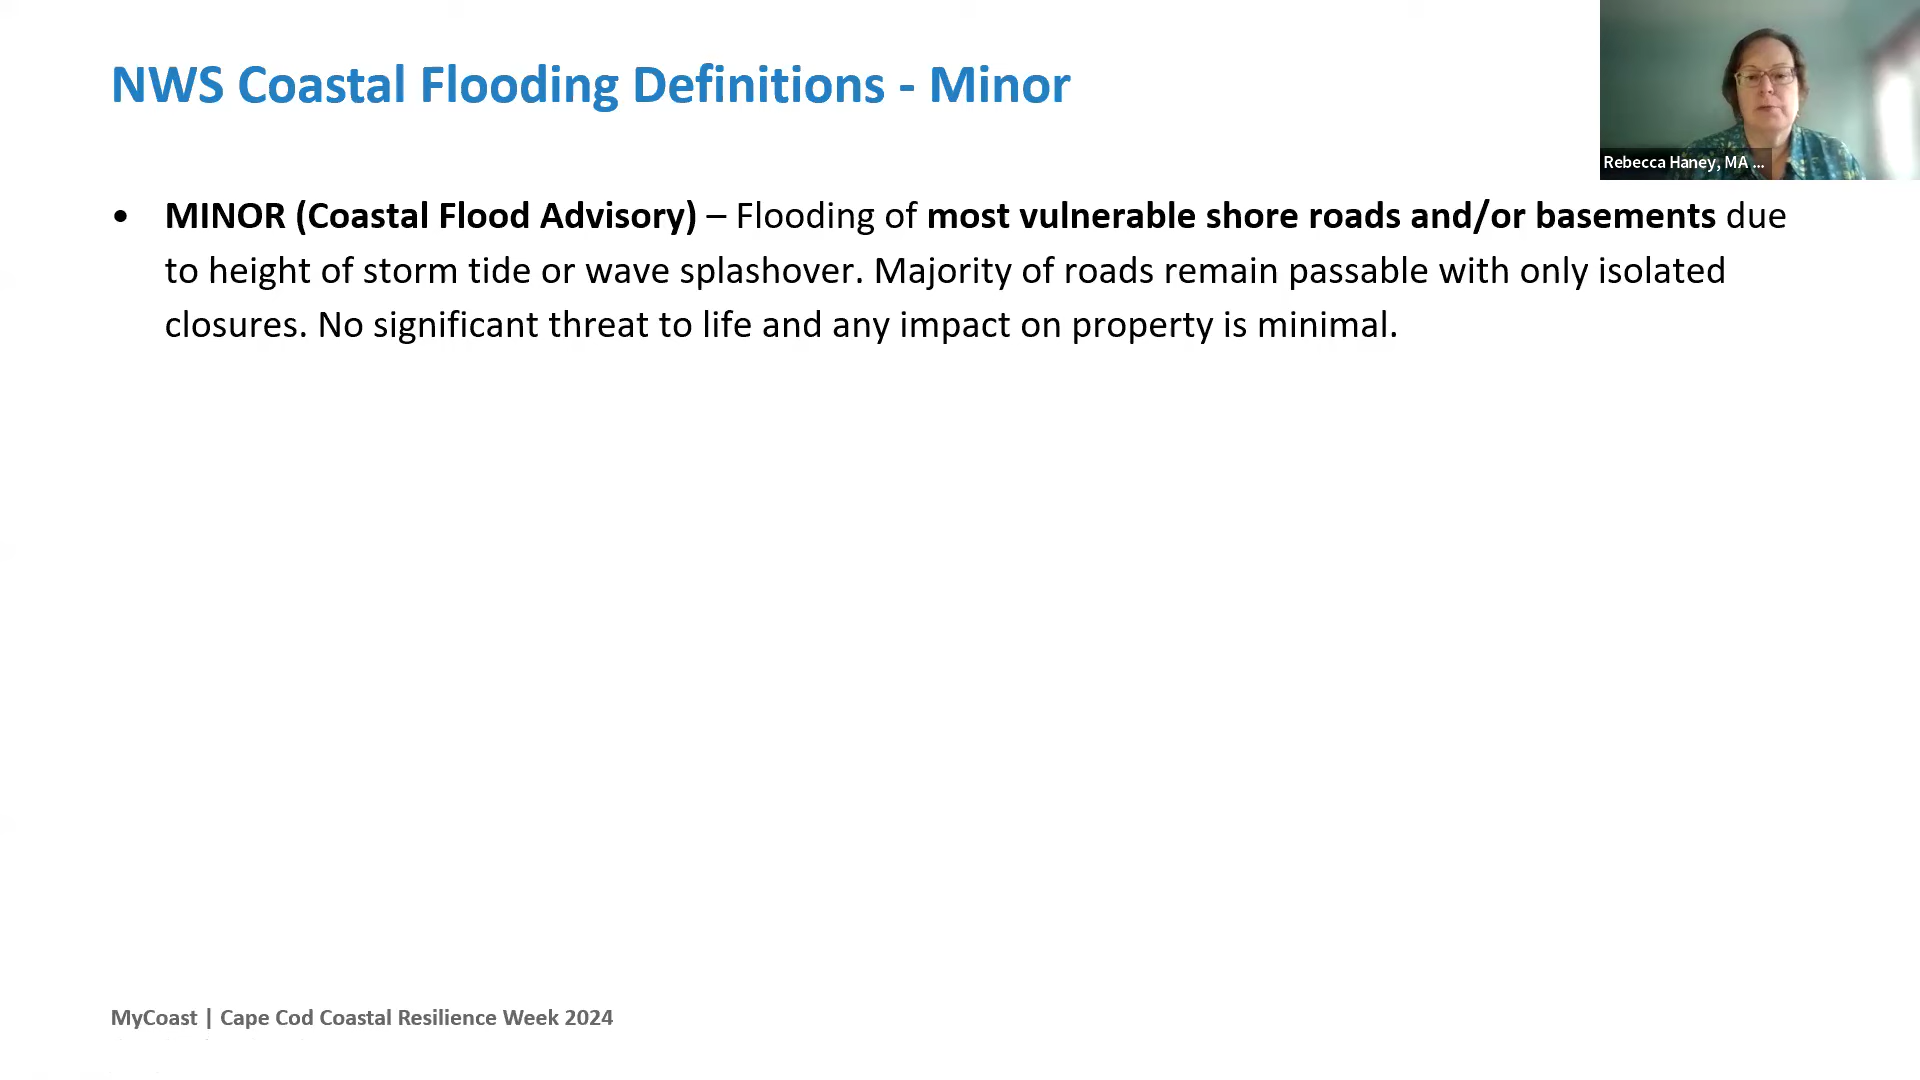 NWS Coastal Flooding Definitions - Minor
Rebecca Haney, MA ...
• MINOR (Coastal Flood Advisory) – Flooding of most vulnerable shore roads and/or basements due
to height of storm tide or wave splashover. Majority of roads remain passable with only isolated
closures. No significant threat to life and any impact on property is minimal.
MyCoast | Cape Cod Coastal Resilience Week 2024